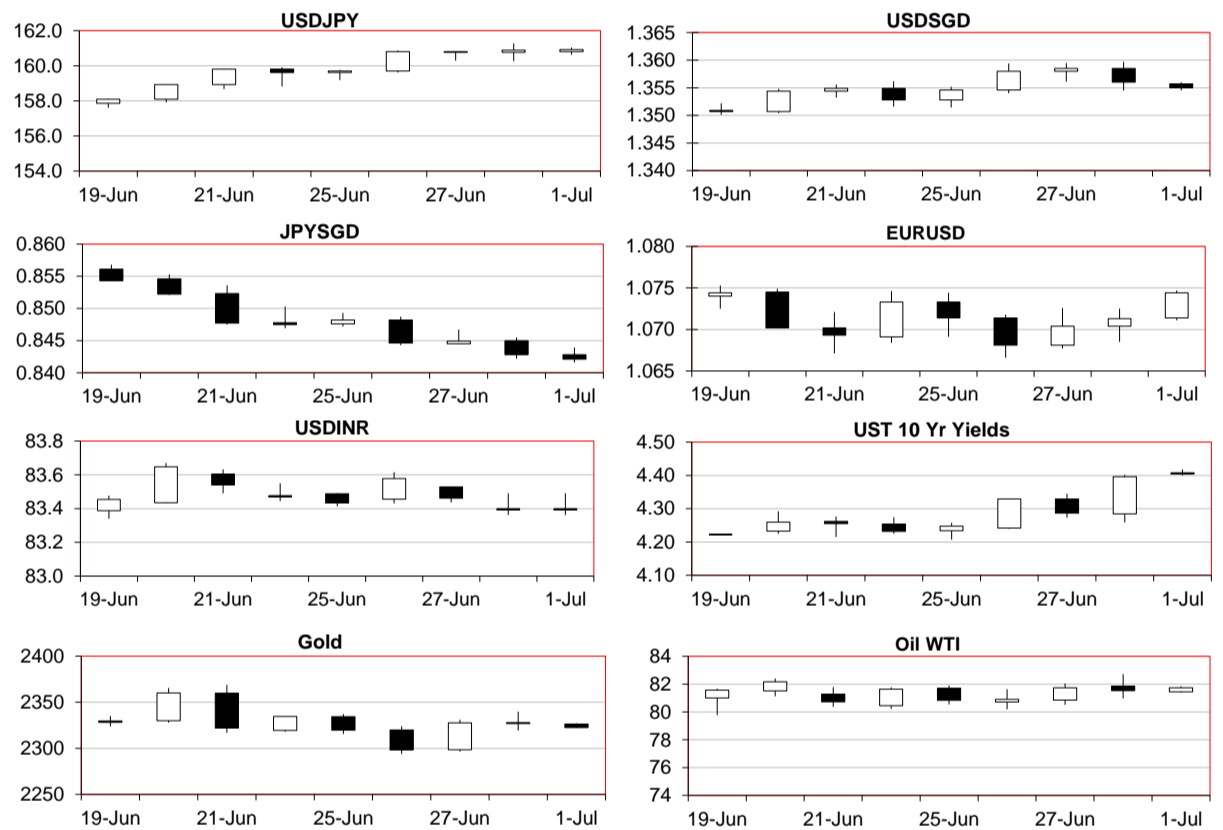 USDJPY
162.0
160.0
158.0
156.0
154.0
19-Jun 21-Jun 25-Jun 27-Jun 1-Jul
USDSGD
1.365
1.360
1.355
1.350
1.345
1.340
19-Jun 21-Jun 25-Jun 27-Jun 1-Jul
JPYSGD
0.860
0.855
0.850
0.845
0.840
19-Jun 21-Jun 25-Jun 27-Jun 1-Jul
EURUSD
1.080
1.075
1.070
1.065
19-Jun 21-Jun 25-Jun 27-Jun 1-Jul
USDINR
83.8
83.6
83.4
83.2
83.0
19-Jun 21-Jun 25-Jun 27-Jun 1-Jul
UST 10 Yr Yields
4.50
4.40
4.30
4.20
4.10
19-Jun 21-Jun 25-Jun 27-Jun 1-Jul
Gold
2400
2350
2300
2250
19-Jun 21-Jun 25-Jun 27-Jun 1-Jul
Oil WTI
84
82
80
78
76
74
19-Jun 21-Jun 25-Jun 27-Jun 1-Jul